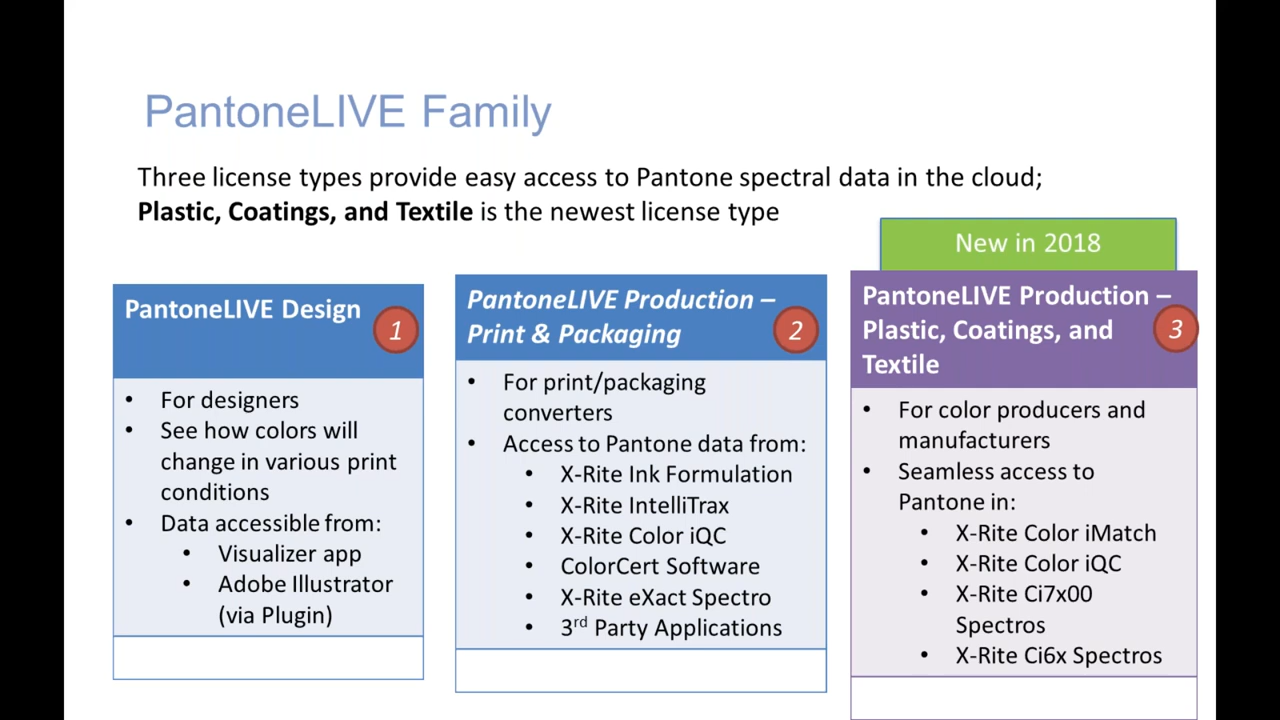 PantoneLIVE Family
Three license types provide easy access to Pantone spectral data in the cloud;
Plastic, Coatings, and Textile is the newest license type
New in 2018
PantoneLIVE Design
1
• For designers
• See how colors will
change in various print
conditions
• Data accessible from:
• Visualizer app
• Adobe Illustrator
(via Plugin)
PantoneLIVE Production –
Print & Packaging
2
• For print/packaging
converters
• Access to Pantone data from:
• X-Rite Ink Formulation
• X-Rite IntelliTrax
• X-Rite Color iQC
• ColorCert Software
• X-Rite eXact Spectro
• 3rd Party Applications
PantoneLIVE Production –
Plastic, Coatings, and
Textile
3
• For color producers and
manufacturers
• Seamless access to
Pantone in:
• X-Rite Color iMatch
• X-Rite Color iQC
• X-Rite Ci7x00
Spectros
• X-Rite Ci6x Spectros